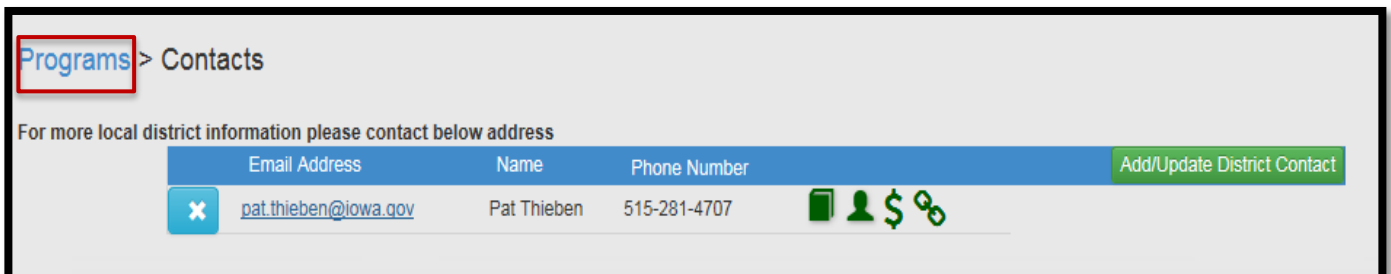 Programs > Contacts
For more local district information please contact below address
Email Address Name Phone Number Add/Update District Contact
pat.thieben@iowa.gov Pat Thieben 515-281-4707